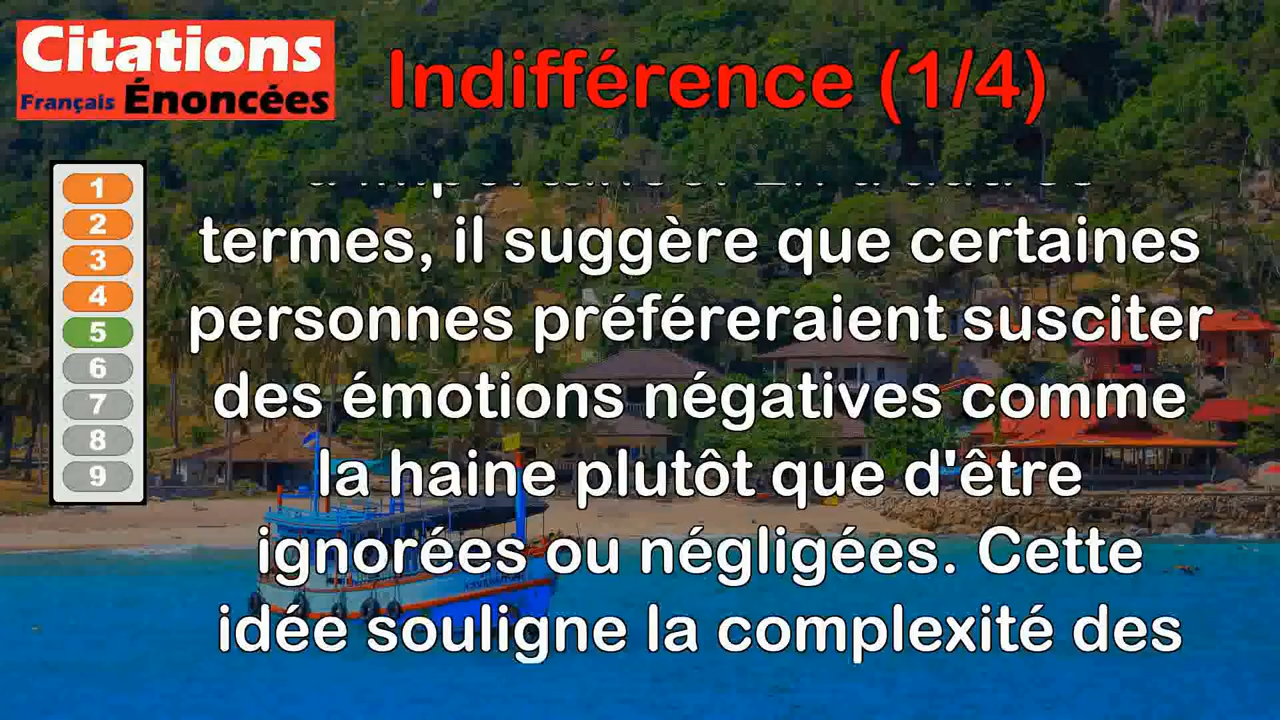 Citations
Français Énoncées
Indifférence (1/4)
1
2
3
4
5
6
7
8
9
termes, il suggère que certaines
personnes préféreraient susciter
des émotions négatives comme
la haine plutôt que d'être
ignorées ou négligées. Cette
idée souligne la complexité des